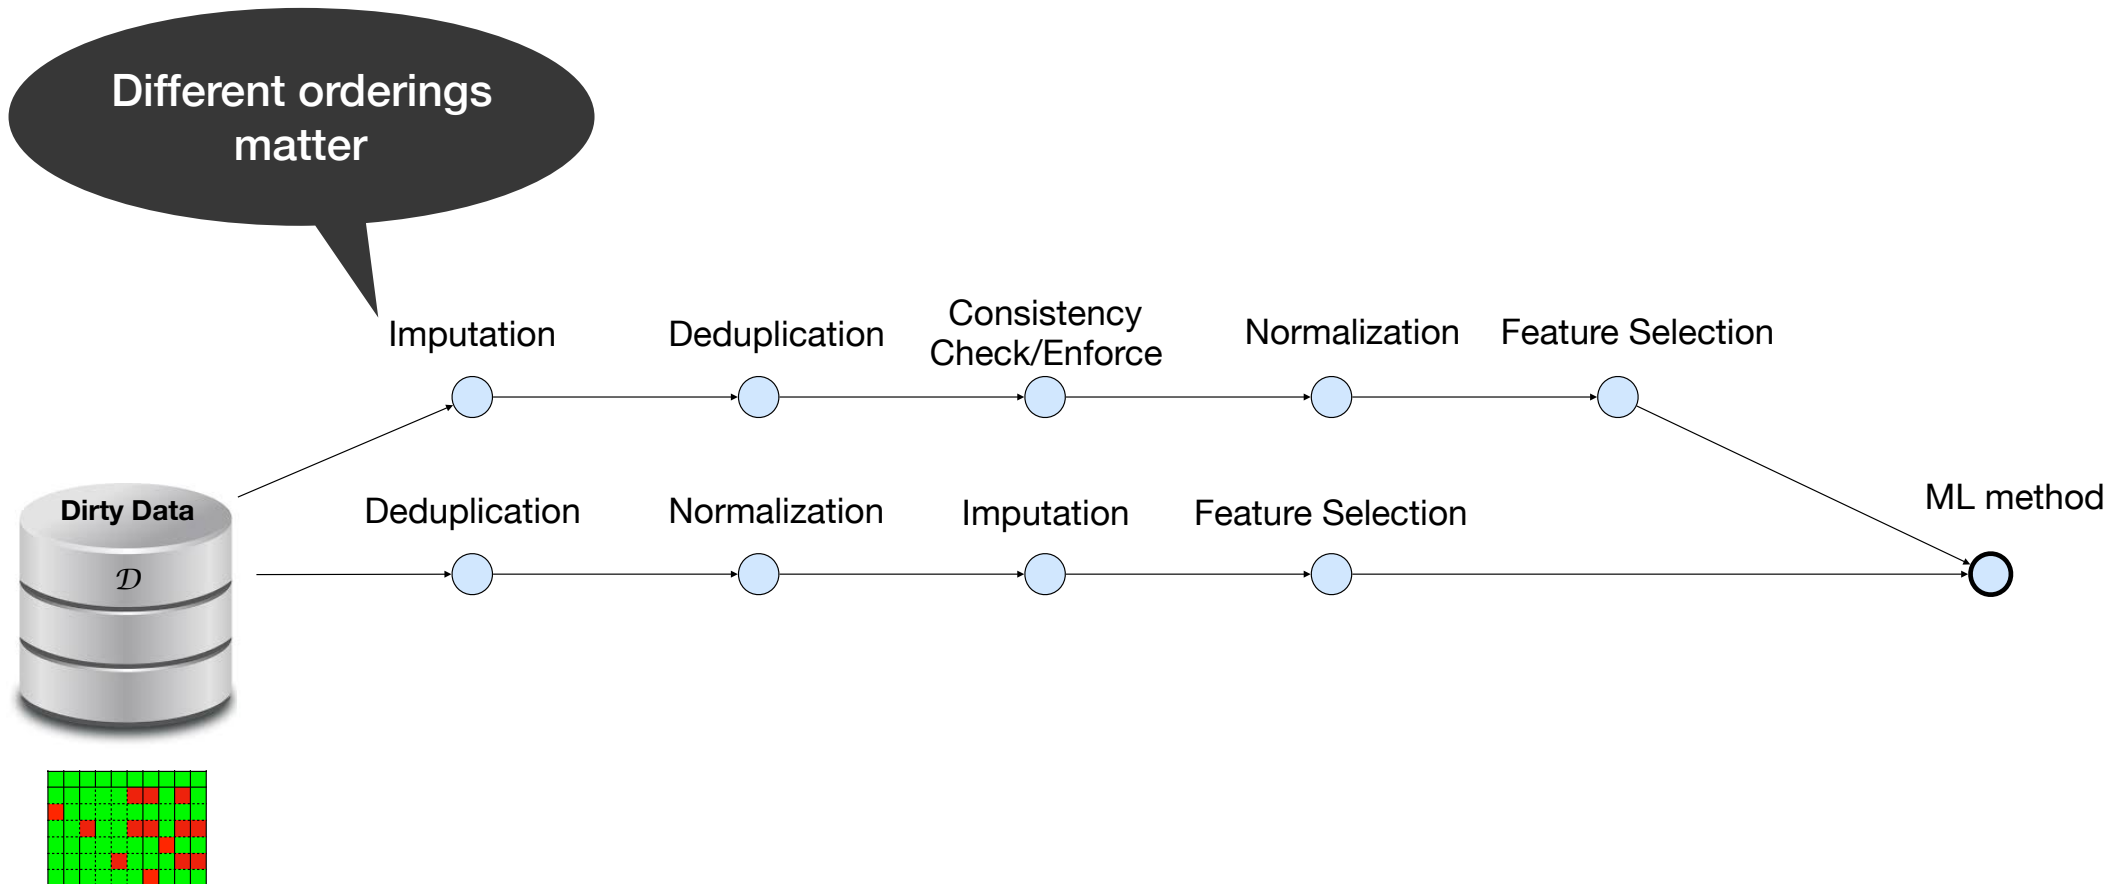 Different orderings
matter
Imputation
Deduplication
Consistency
Check/Enforce
Normalization
Feature Selection
Dirty Data
𝒟
Deduplication
Normalization
Imputation
Feature Selection
ML method